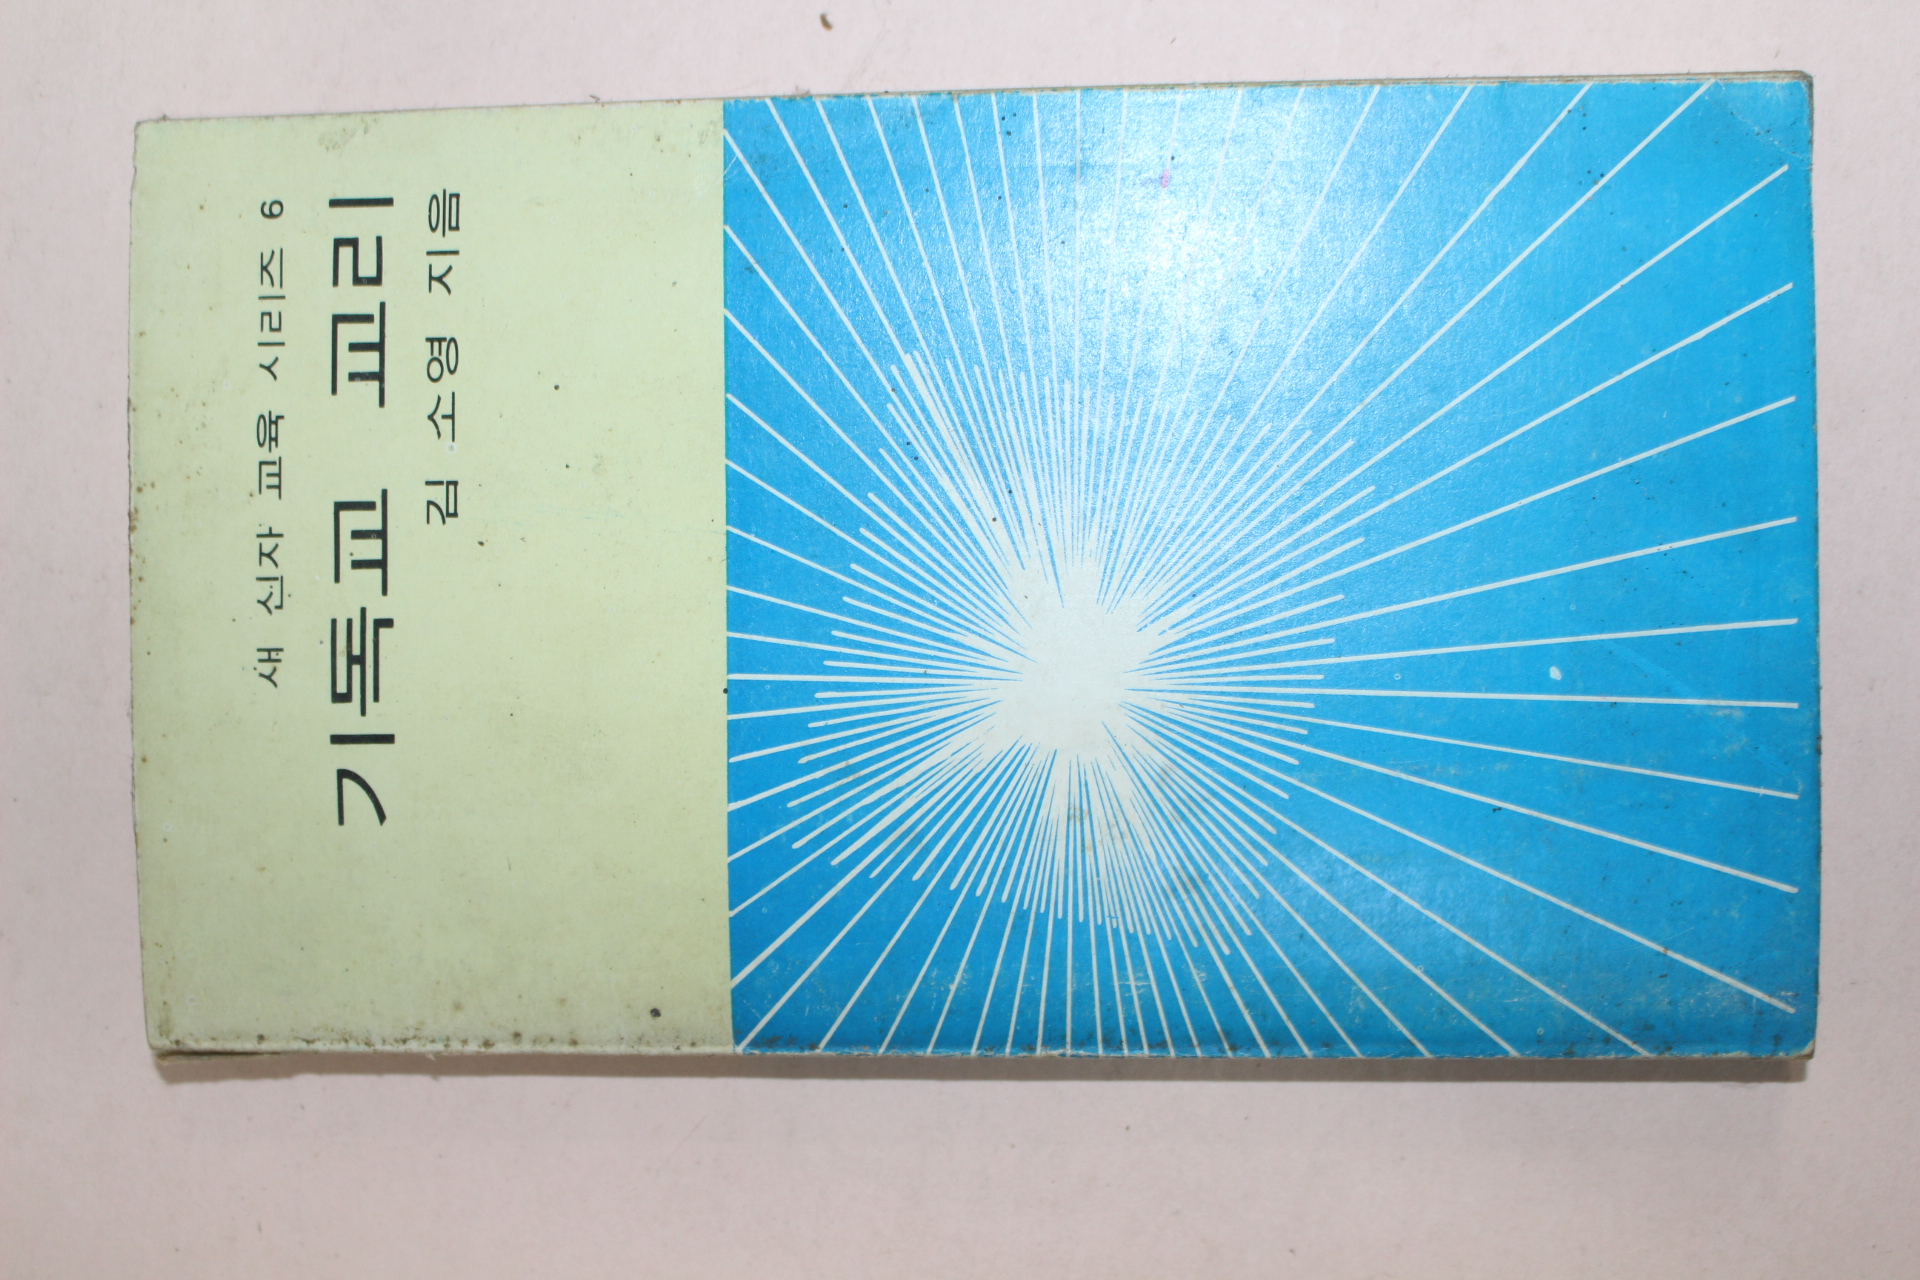 새 신자 교육 시리즈 6
기독교 교리
김 소영 지음